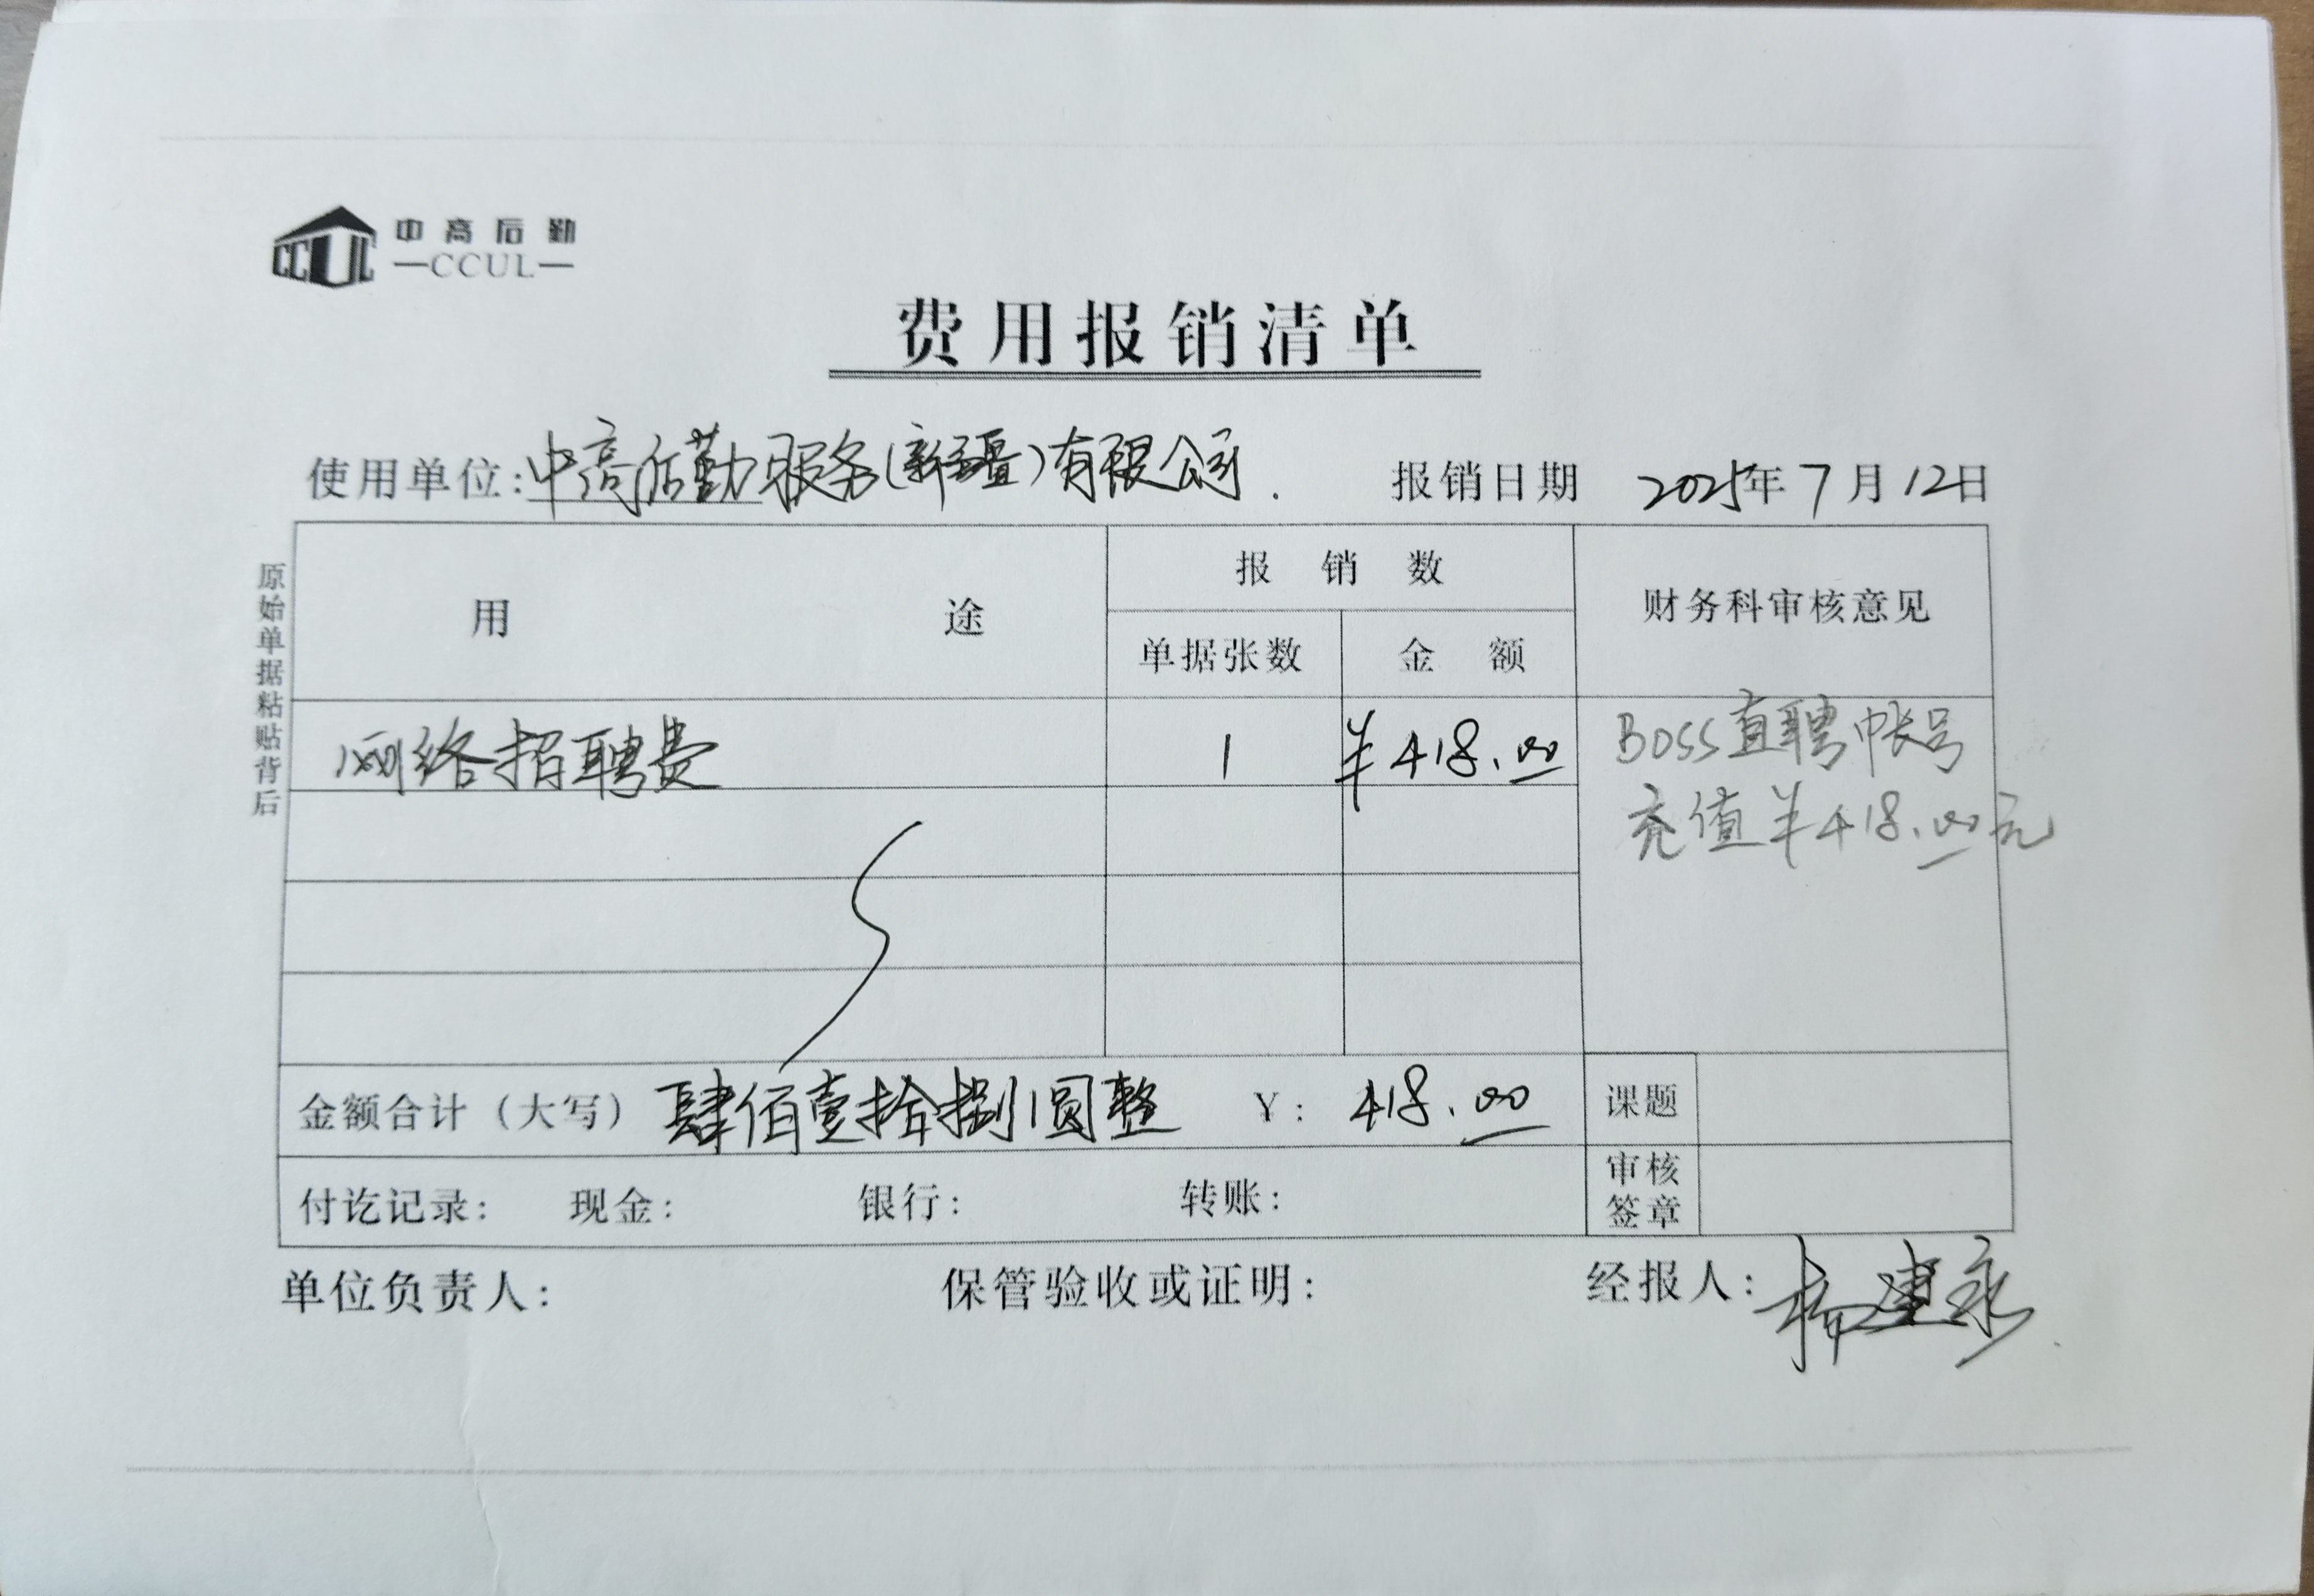 CCUL 中高后勤
—CCUL—
费用报销清单
使用单位:中高后勤服务(新疆)有限公司. 报销日期 2025年7月12日
原始单据粘贴背后
用途 报销数 财务科审核意见
单据张数 金额
网络招聘费 1 ¥418.00 BOSS直聘帐号
充值¥418.00元
金额合计(大写) 肆佰壹拾捌圆整 Y: 418.00 课题
付讫记录: 现金: 银行: 转账: 审核
签章
单位负责人: 保管验收或证明: 经报人: 建永